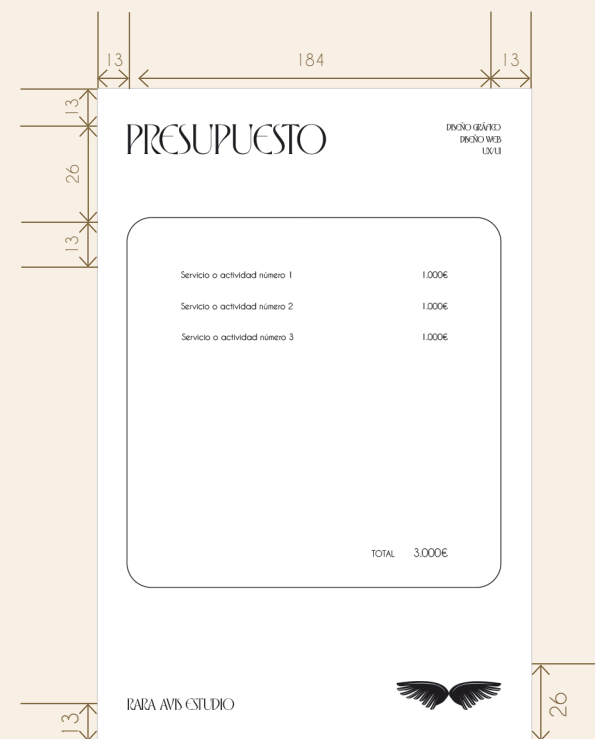 13 184 13
13
PRESUPUESTO
DISEÑO GRÁFICO
DISEÑO WEB
UX/UI
26
13
Servicio o actividad número 1 1.000€
Servicio o actividad número 2 1.000€
Servicio o actividad número 3 1.000€
TOTAL 3.000€
RARA AVIS ESTUDIO
26
13